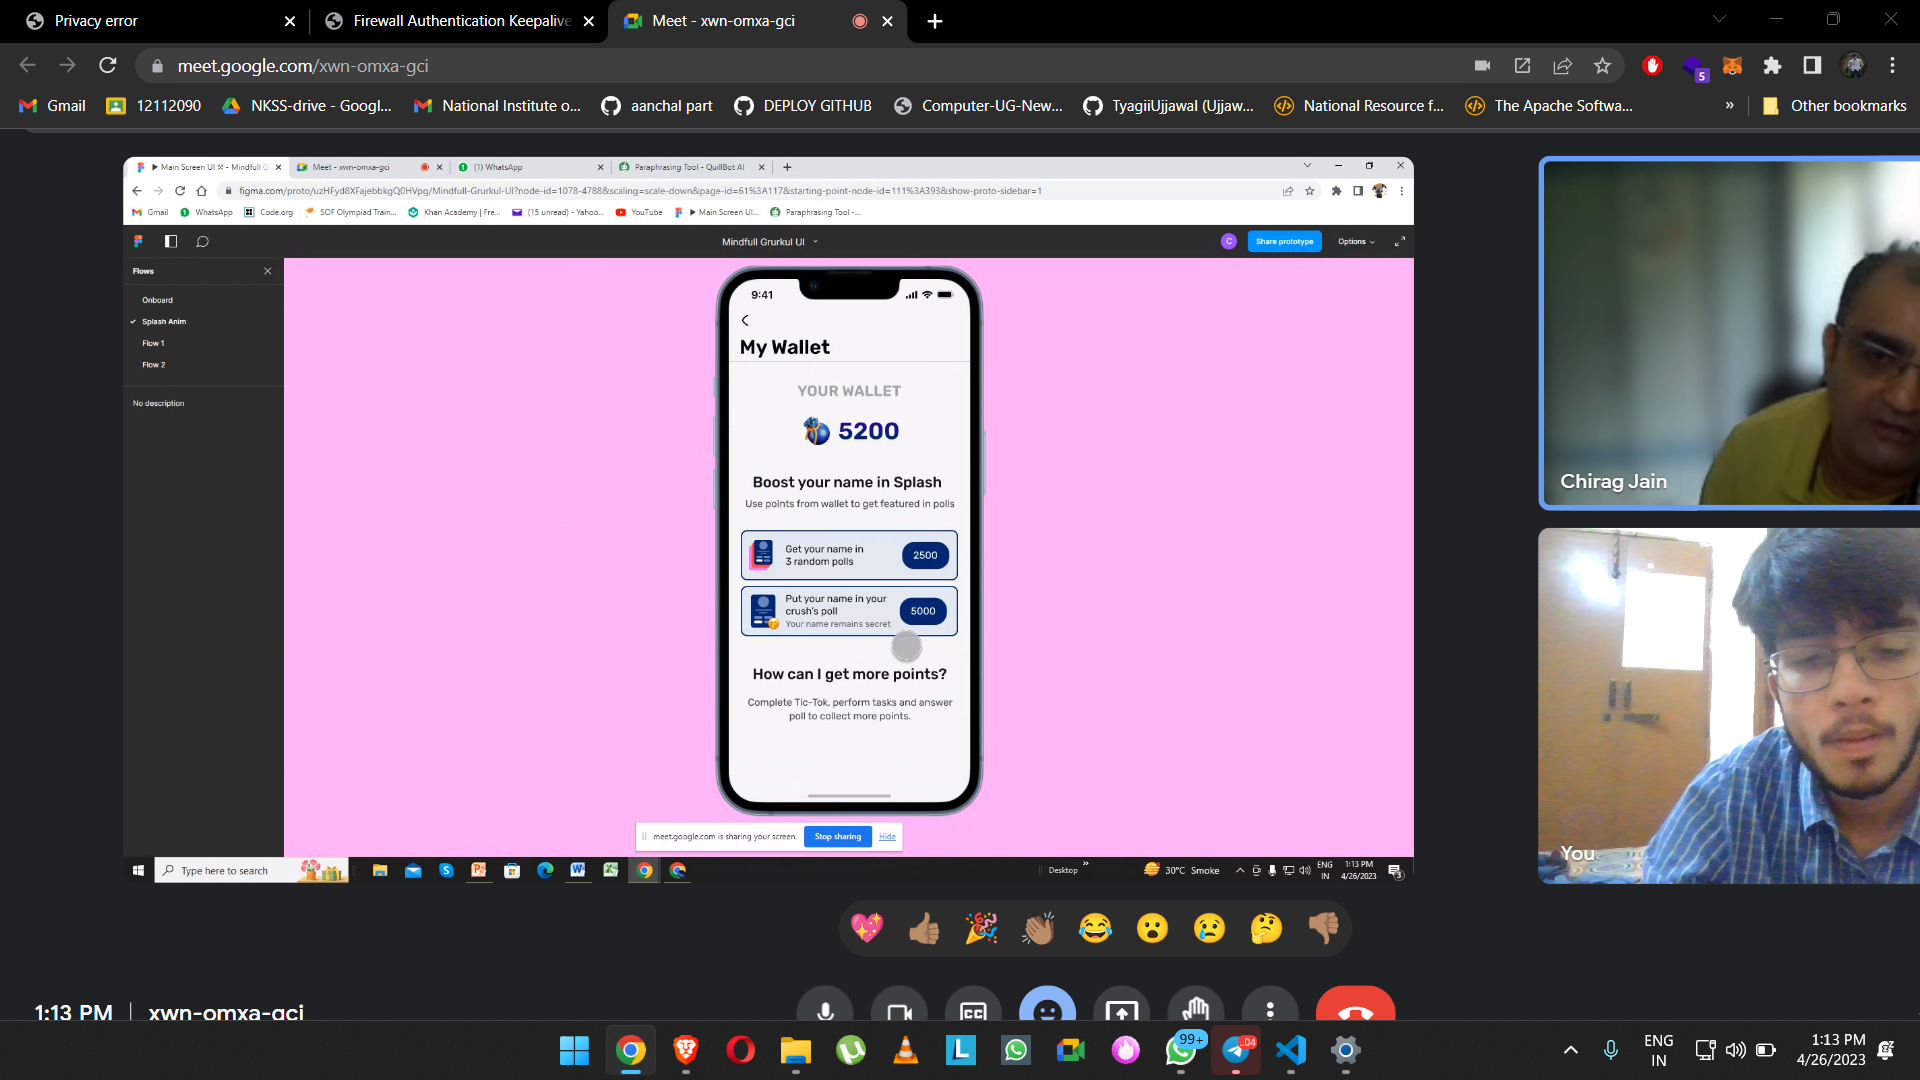 Privacy error
Firewall Authentication Keepalive
Meet - xwn-omxa-gci
meet.google.com/xwn-omxa-gci
5
Gmail
12112090
NKSS-drive - Googl...
National Institute o...
aanchal part
DEPLOY GITHUB
Computer-UG-New...
TyagiiUjjawal (Ujjaw...
National Resource f...
The Apache Softwa...
»
Other bookmarks
Main Screen UI - Mindfull G
Meet - xwn-omxa-gci
(1) WhatsApp
Paraphrasing Tool - QuillBot AI
figma.com/proto/uzHFyd8XFajebbkgQ0HVpg/Mindfull-Grurkul-UI?node-id=1078-4788&scaling=scale-down&page-id=61%3A117&starting-point-node-id=111%3A393&show-proto-sidebar=1
Gmail
WhatsApp
Code.org
SOF Olympiad Train...
Khan Academy | Fre...
(15 unread) - Yahoo...
YouTube
Main Screen UI...
Paraphrasing Tool -...
Mindfull Grurkul UI
C
Share prototype
Options
Flows
Onboard
Splash Anim
Flow 1
Flow 2
No description
9:41
My Wallet
YOUR WALLET
5200
Boost your name in Splash
Use points from wallet to get featured in polls
Get your name in
3 random polls
2500
Put your name in your
crush's poll
Your name remains secret
5000
How can I get more points?
Complete Tic-Tok, perform tasks and answer
poll to collect more points.
meet.google.com is sharing your screen.
Stop sharing
Hide
Type here to search
Desktop
»
30°C Smoke
ENG
IN
1:13 PM
4/26/2023
3
Chirag Jain
You
1:13 PM | xwn-omxa-gci
CC
L
99+
.04
ENG
IN
1:13 PM
4/26/2023